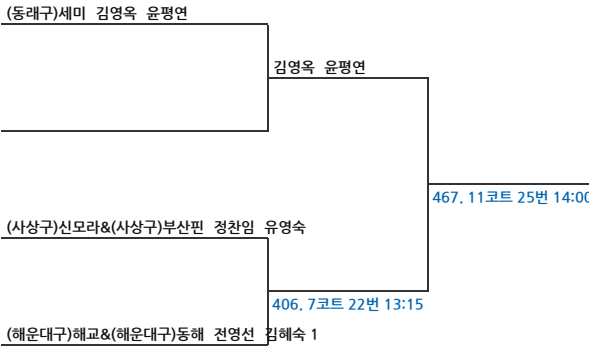 (동래구)세미 김영옥 윤평연
김영옥 윤평연
467. 11코트 25번 14:00
(사상구)신모라&(사상구)부산핀 정찬임 유영숙
406. 7코트 22번 13:15
(해운대구)해교&(해운대구)동해 전영선 김혜숙 1